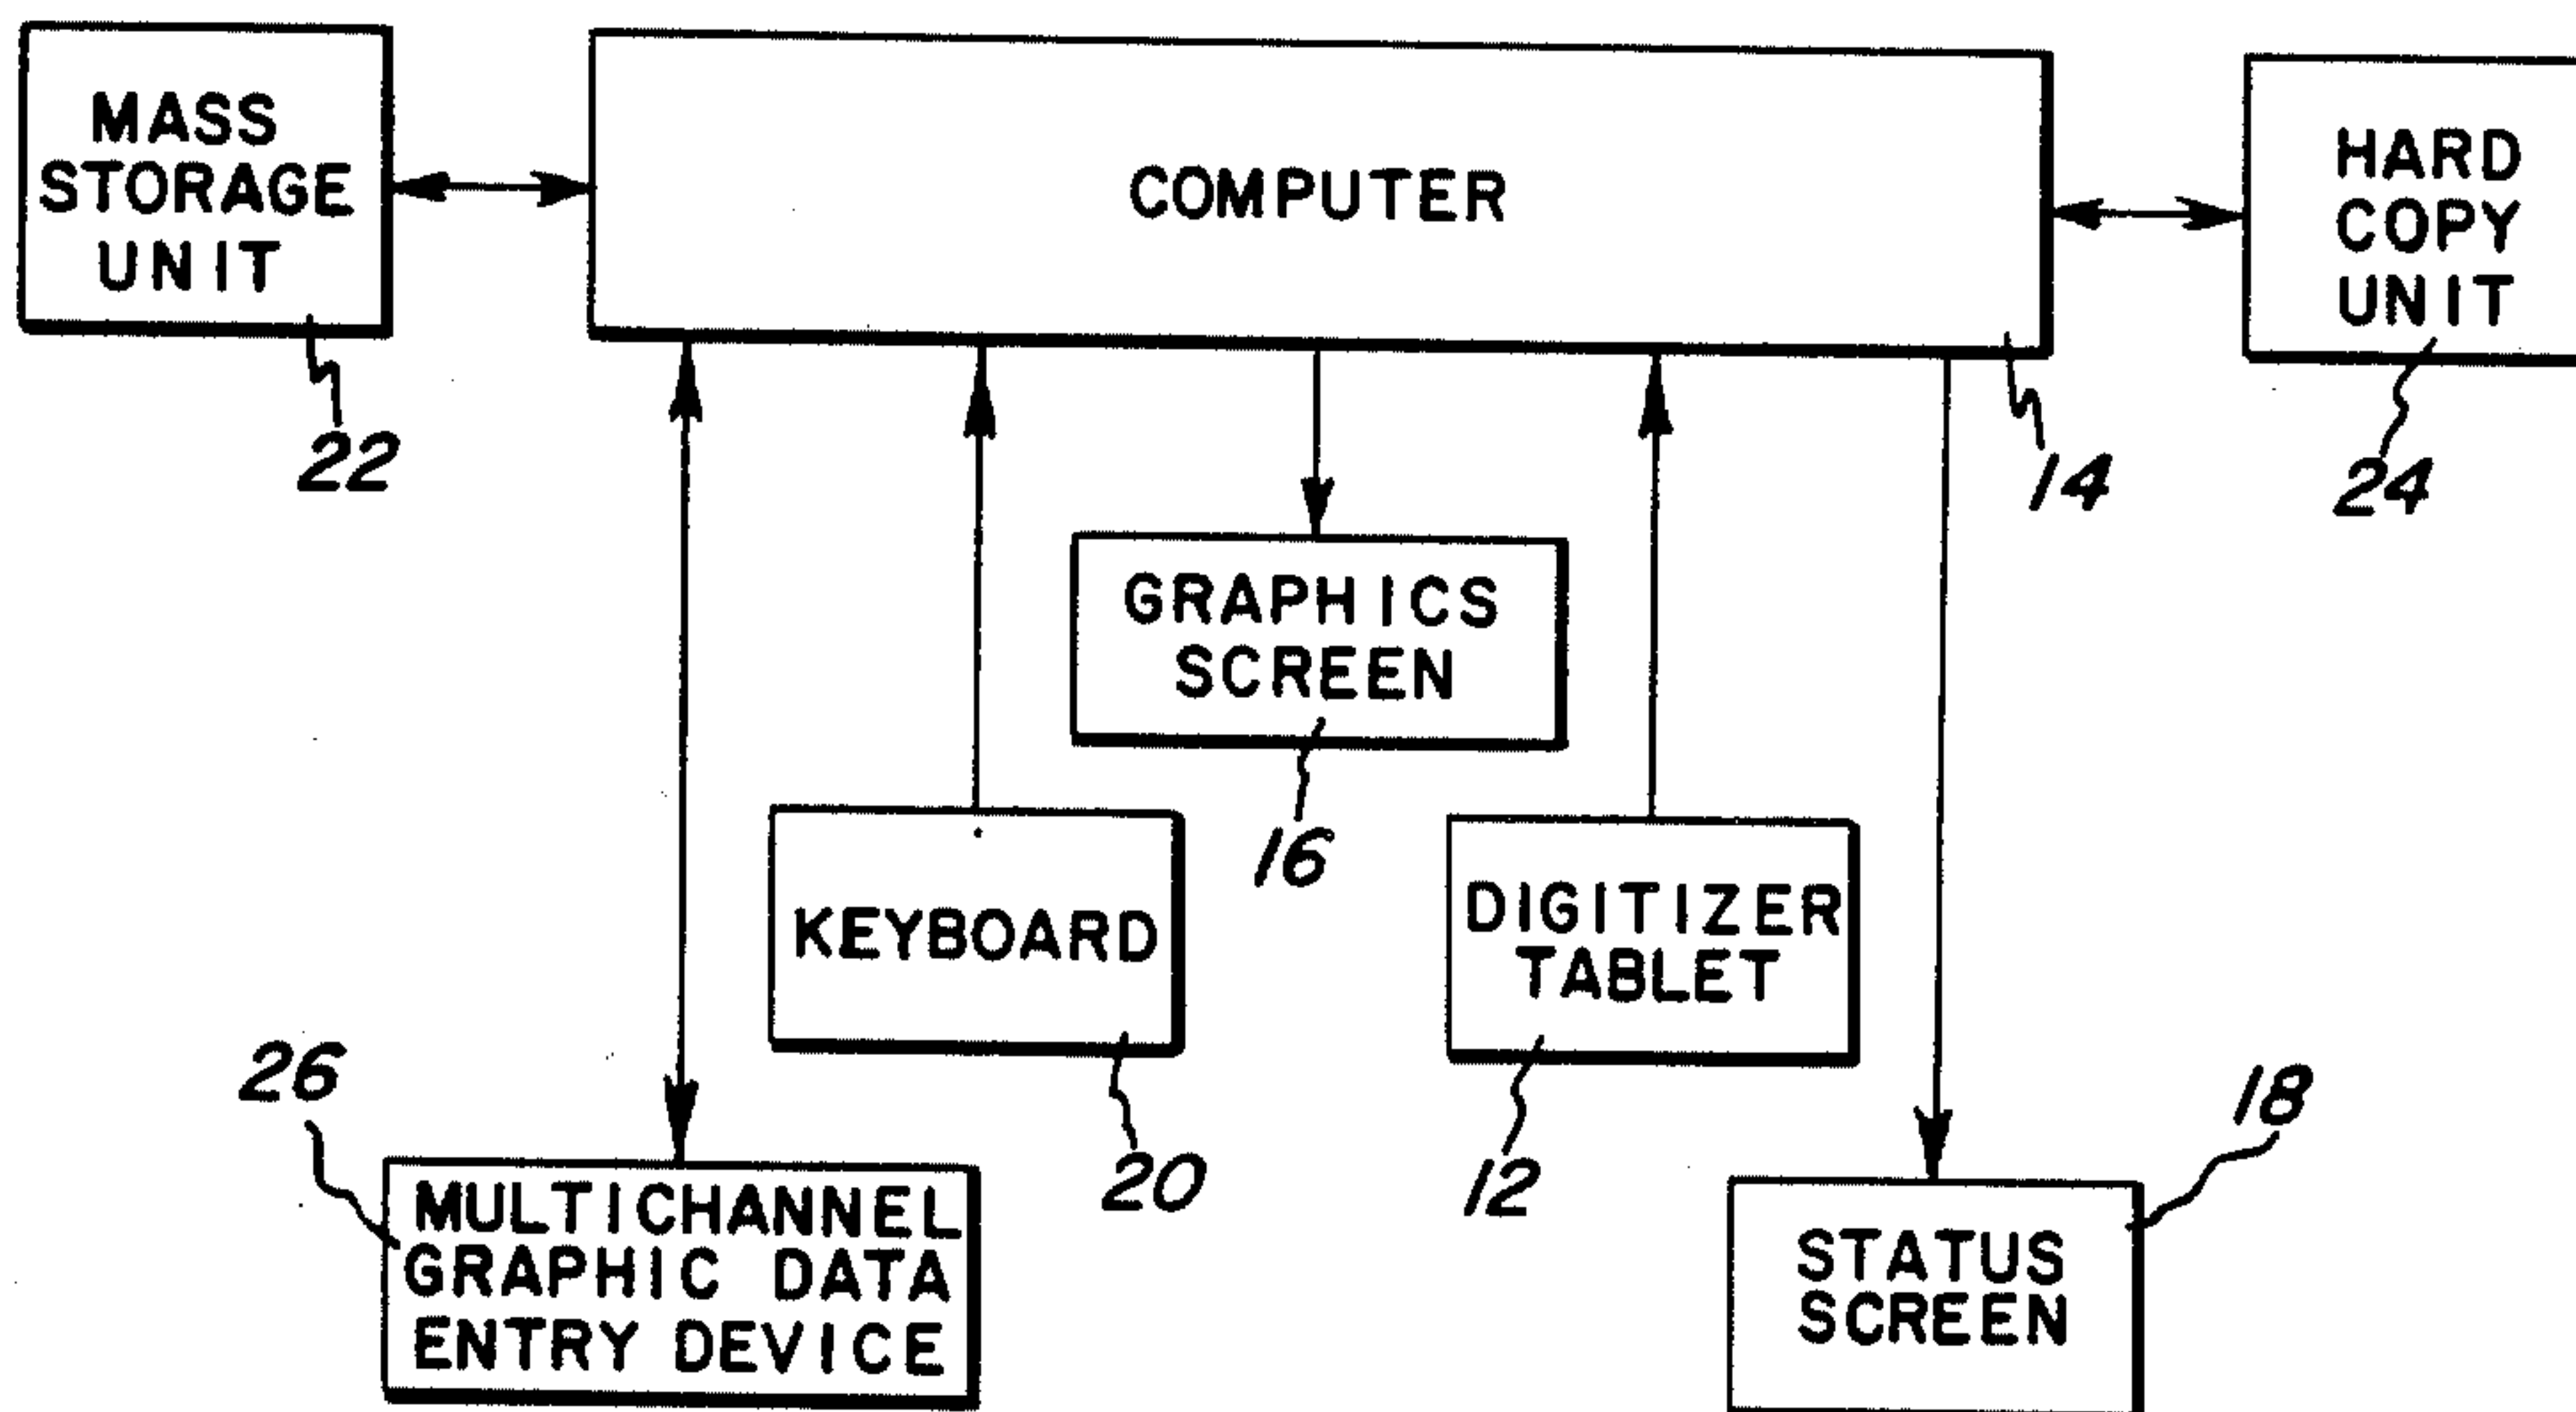 MASS
STORAGE
UNIT
COMPUTER
HARD
COPY
UNIT
22
14
24
GRAPHICS
SCREEN
16
KEYBOARD
DIGITIZER
TABLET
26
20
12
18
MULTICHANNEL
GRAPHIC DATA
ENTRY DEVICE
STATUS
SCREEN